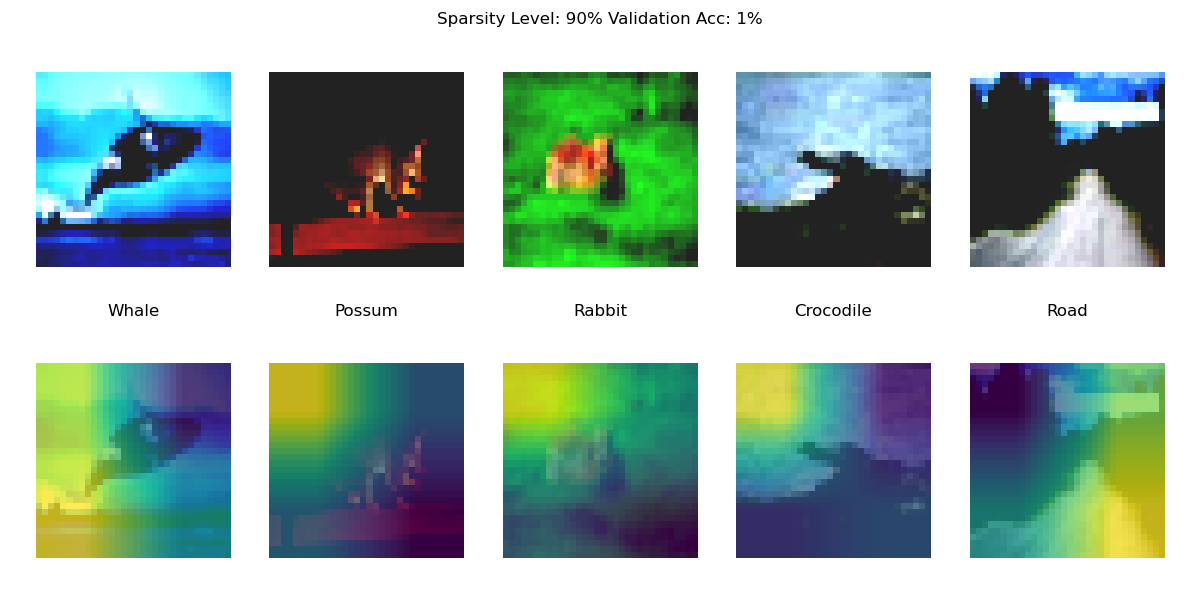 Sparsity Level: 90% Validation Acc: 1%
Whale
Possum
Rabbit
Crocodile
Road